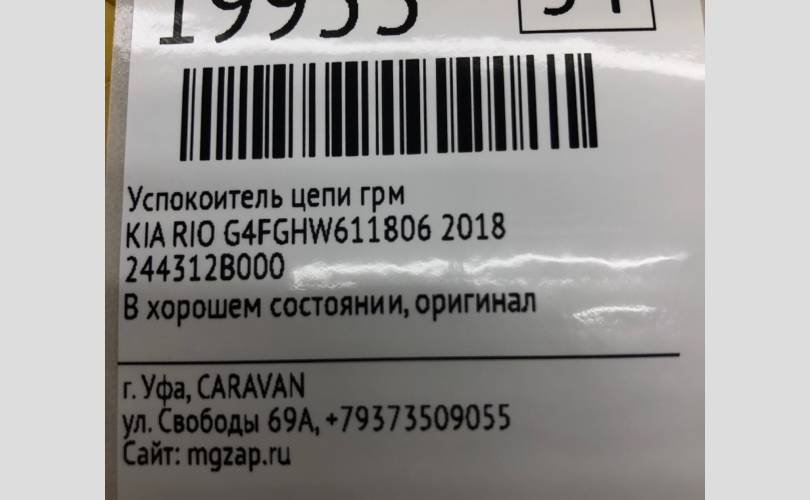 19955
Успокоитель цепи грм
KIA RIO G4FGHW611806 2018
244312B000
В хорошем состоянии, оригинал
г. Уфа, CARAVAN
ул. Свободы 69А, +79373509055
Сайт: mgzap.ru